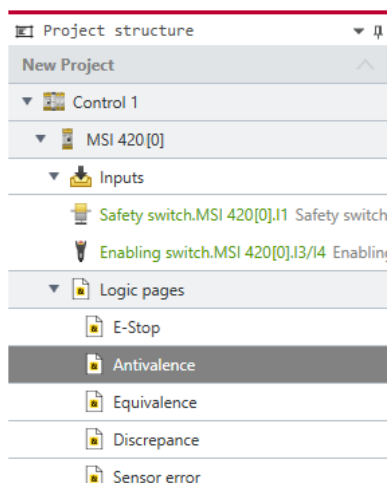 Project structure
New Project
Control 1
MSI 420[0]
Inputs
Safety switch.MSI 420[0].I1 Safety switch
Enabling switch.MSI 420[0].I3/I4 Enabling
Logic pages
E-Stop
Antivalence
Equivalence
Discrepance
Sensor error